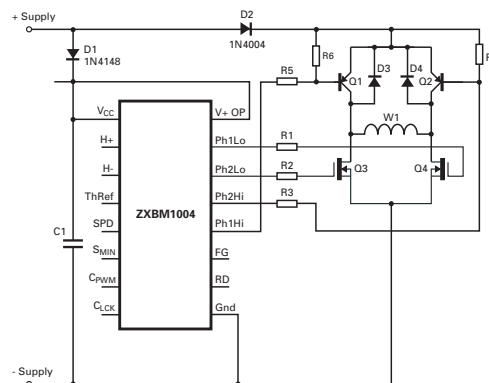 + Supply
D2
1N4004
D1
1N4148
R6
D3
D4
R
Q1
Q2
R5
W1
VCC
V+ OP
H+
Ph1Lo
R1
H-
Ph2Lo
R2
Q3
Q4
ThRef
Ph2Hi
R3
ZXBM1004
SPD
Ph1Hi
C1
SMIN
FG
CPWM
RD
CLCK
Gnd
- Supply